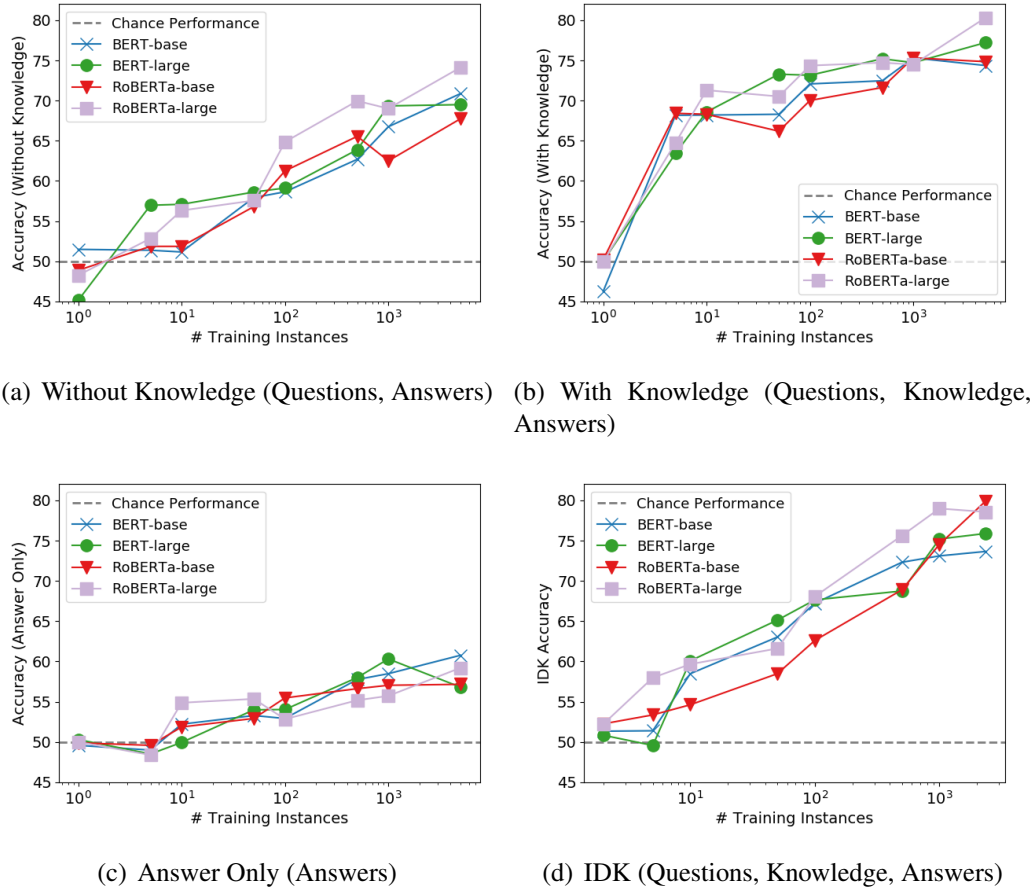 Accuracy (Without Knowledge)
80
75
70
65
60
55
50
45
Chance Performance
BERT-base
BERT-large
RoBERTa-base
RoBERTa-large
10^0 10^1 10^2 10^3
# Training Instances
(a) Without Knowledge (Questions, Answers)
Accuracy (With Knowledge)
80
75
70
65
60
55
50
45
Chance Performance
BERT-base
BERT-large
RoBERTa-base
RoBERTa-large
10^0 10^1 10^2 10^3
# Training Instances
(b) With Knowledge (Questions, Knowledge,
Answers)
Accuracy (Answer Only)
80
75
70
65
60
55
50
45
Chance Performance
BERT-base
BERT-large
RoBERTa-base
RoBERTa-large
10^0 10^1 10^2 10^3
# Training Instances
(c) Answer Only (Answers)
IDK Accuracy
80
75
70
65
60
55
50
45
Chance Performance
BERT-base
BERT-large
RoBERTa-base
RoBERTa-large
10^1 10^2 10^3
# Training Instances
(d) IDK (Questions, Knowledge, Answers)